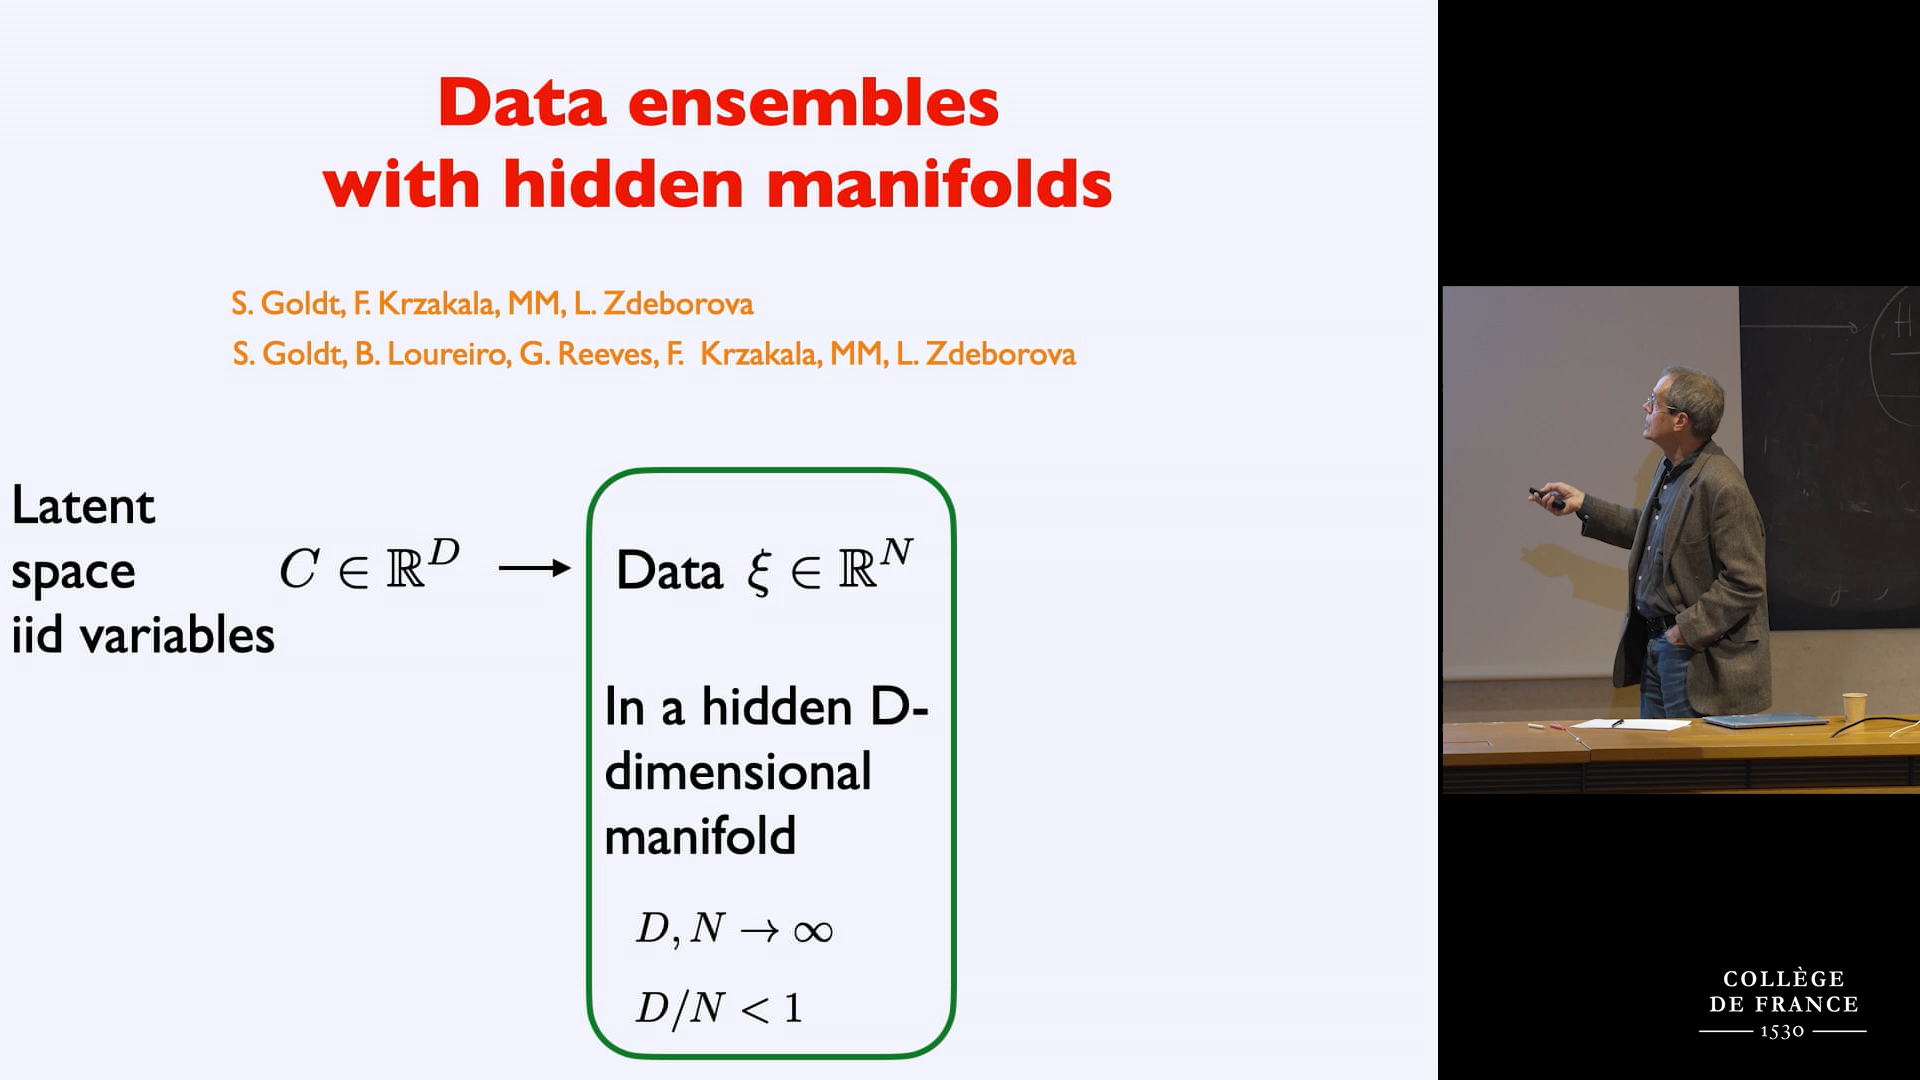 Data ensembles
with hidden manifolds
S. Goldt, F. Krzakala, MM, L. Zdeborova
S. Goldt, B. Loureiro, G. Reeves, F. Krzakala, MM, L. Zdeborova
Latent
space
iid variables
C ∈ ℝ^D →
Data ξ ∈ ℝ^N
In a hidden D-
dimensional
manifold
D, N → ∞
D/N < 1
H
COLLÈGE
DE FRANCE
1530